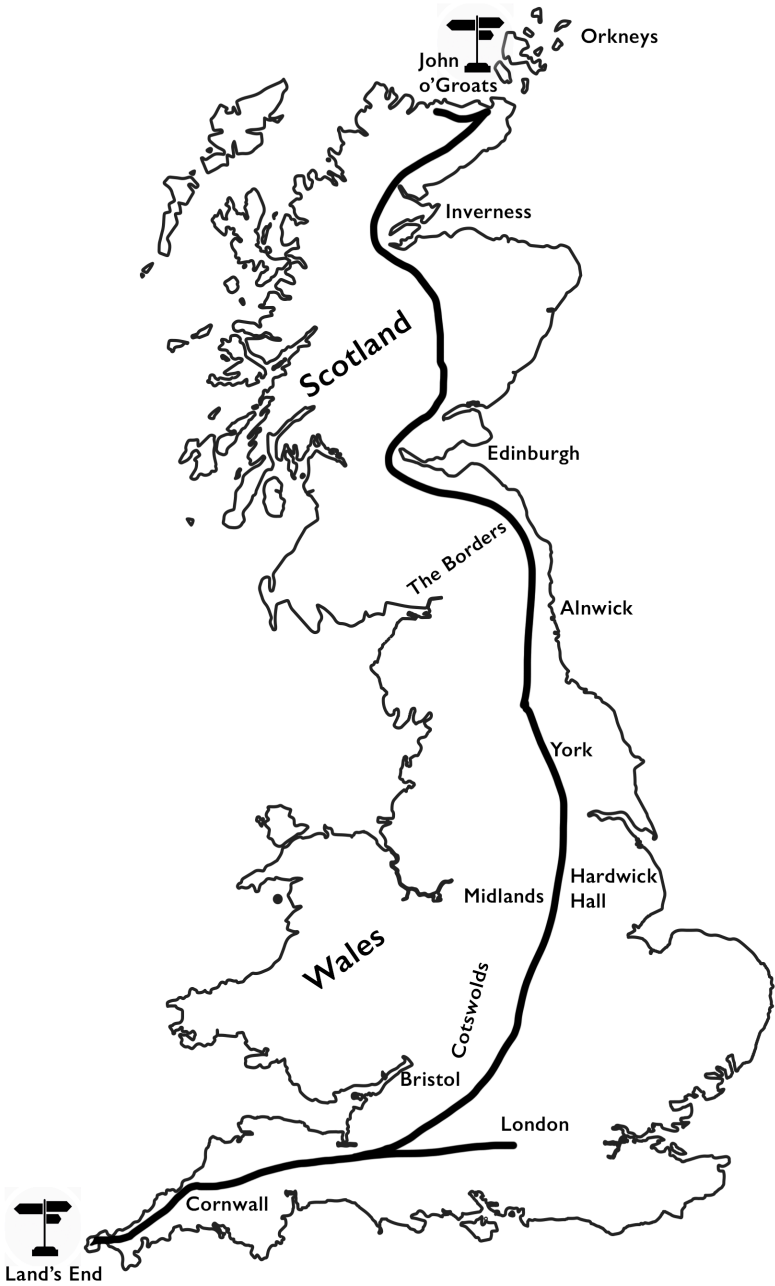 Orkneys
John
o'Groats
Inverness
Scotland
Edinburgh
The Borders
Alnwick
York
Hardwick
Hall
Midlands
Wales
Cotswolds
Bristol
London
Cornwall
Land's End